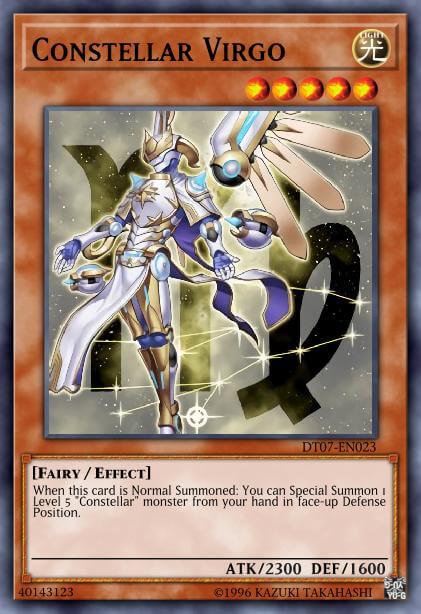 CONSTELLAR VIRGO
LIGHT
光
DT07-EN023
[FAIRY / EFFECT]
When this card is Normal Summoned: You can Special Summon 1
Level 5 "Constellar" monster from your hand in face-up Defense
Position.
ATK/2300 DEF/1600
40143123
©1996 KAZUKI TAKAHASHI